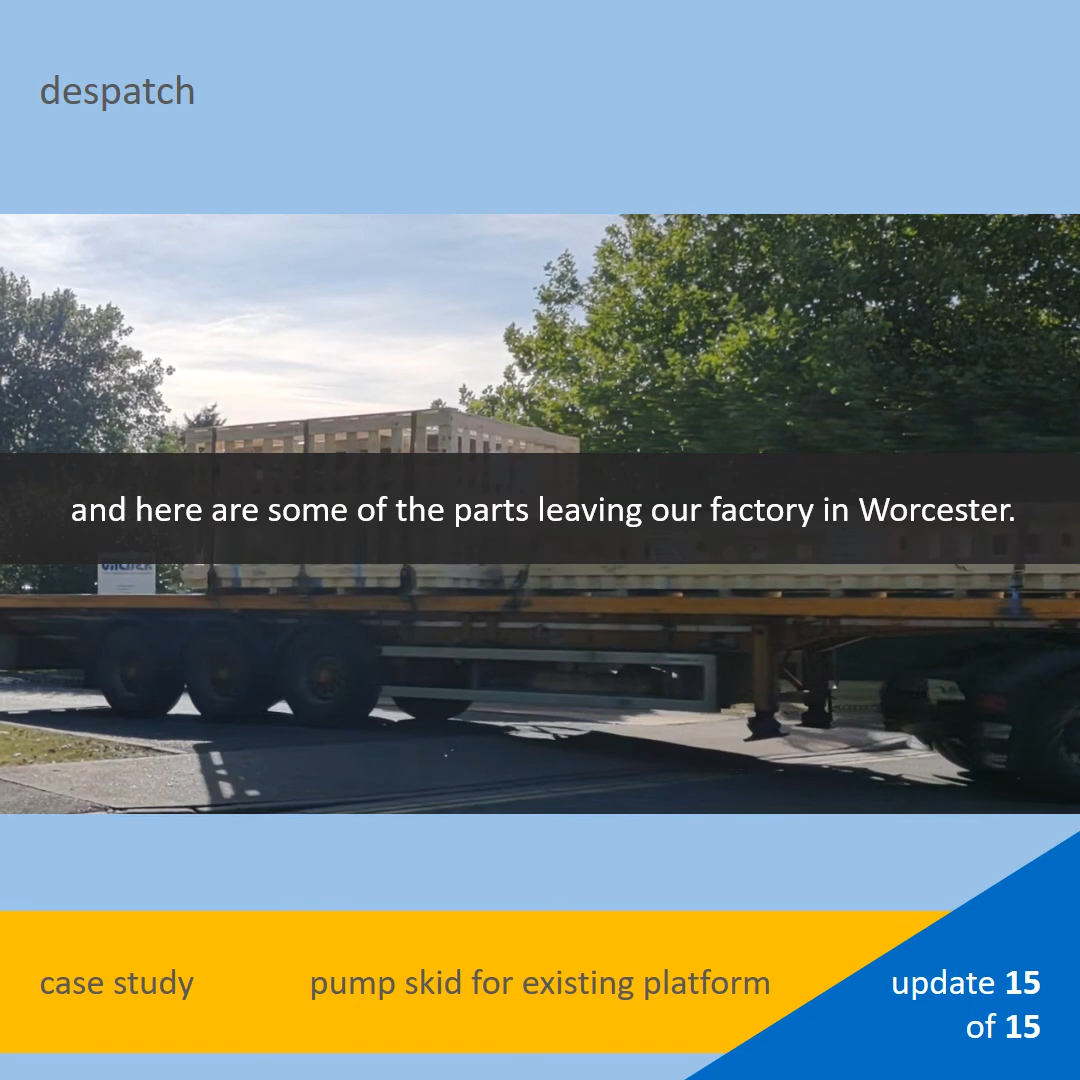 despatch
and here are some of the parts leaving our factory in Worcester.
case study
pump skid for existing platform
update 15
of 15